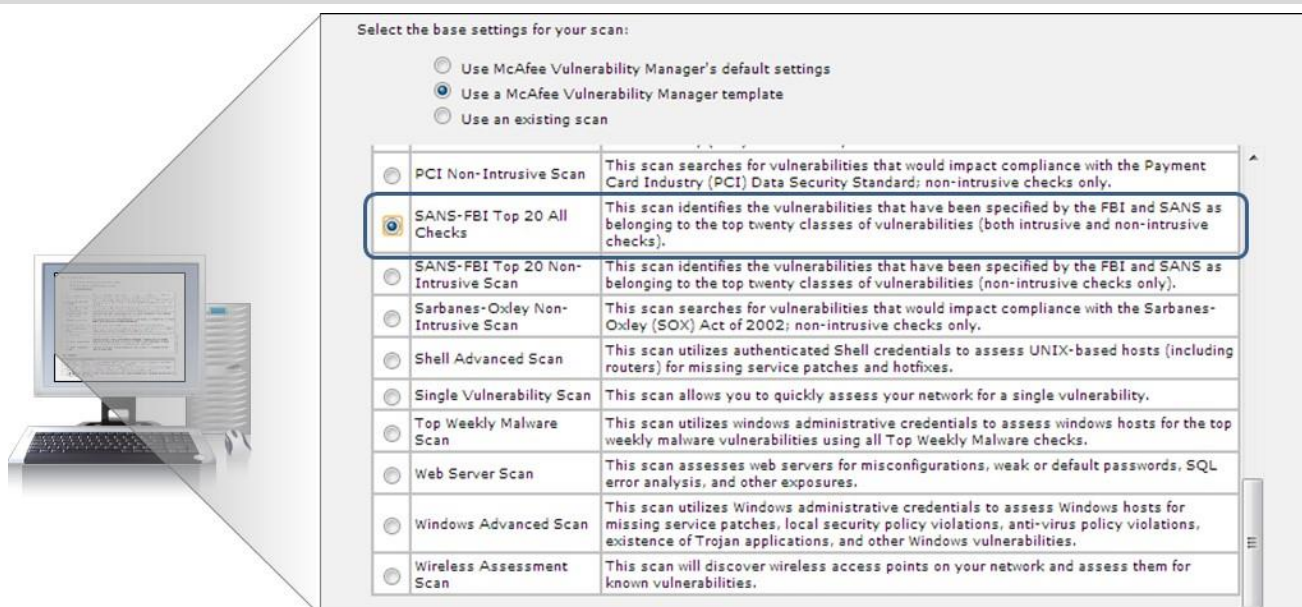 Select the base settings for your scan:
Use McAfee Vulnerability Manager's default settings
Use a McAfee Vulnerability Manager template
Use an existing scan
PCI Non-Intrusive Scan
This scan searches for vulnerabilities that would impact compliance with the Payment
Card Industry (PCI) Data Security Standard; non-intrusive checks only.
SANS-FBI Top 20 All
Checks
This scan identifies the vulnerabilities that have been specified by the FBI and SANS as
belonging to the top twenty classes of vulnerabilities (both intrusive and non-intrusive
checks).
SANS-FBI Top 20 Non-
Intrusive Scan
This scan identifies the vulnerabilities that have been specified by the FBI and SANS as
belonging to the top twenty classes of vulnerabilities (non-intrusive checks only).
Sarbanes-Oxley Non-
Intrusive Scan
This scan searches for vulnerabilities that would impact compliance with the Sarbanes-
Oxley (SOX) Act of 2002; non-intrusive checks only.
Shell Advanced Scan
This scan utilizes authenticated Shell credentials to assess UNIX-based hosts (including
routers) for missing service patches and hotfixes.
Single Vulnerability Scan
This scan allows you to quickly assess your network for a single vulnerability.
Top Weekly Malware
Scan
This scan utilizes windows administrative credentials to assess windows hosts for the top
weekly malware vulnerabilities using all Top Weekly Malware checks.
Web Server Scan
This scan assesses web servers for misconfigurations, weak or default passwords, SQL
error analysis, and other exposures.
Windows Advanced Scan
This scan utilizes Windows administrative credentials to assess Windows hosts for
missing service patches, local security policy violations, anti-virus policy violations,
existence of Trojan applications, and other Windows vulnerabilities.
Wireless Assessment
Scan
This scan will discover wireless access points on your network and assess them for
known vulnerabilities.